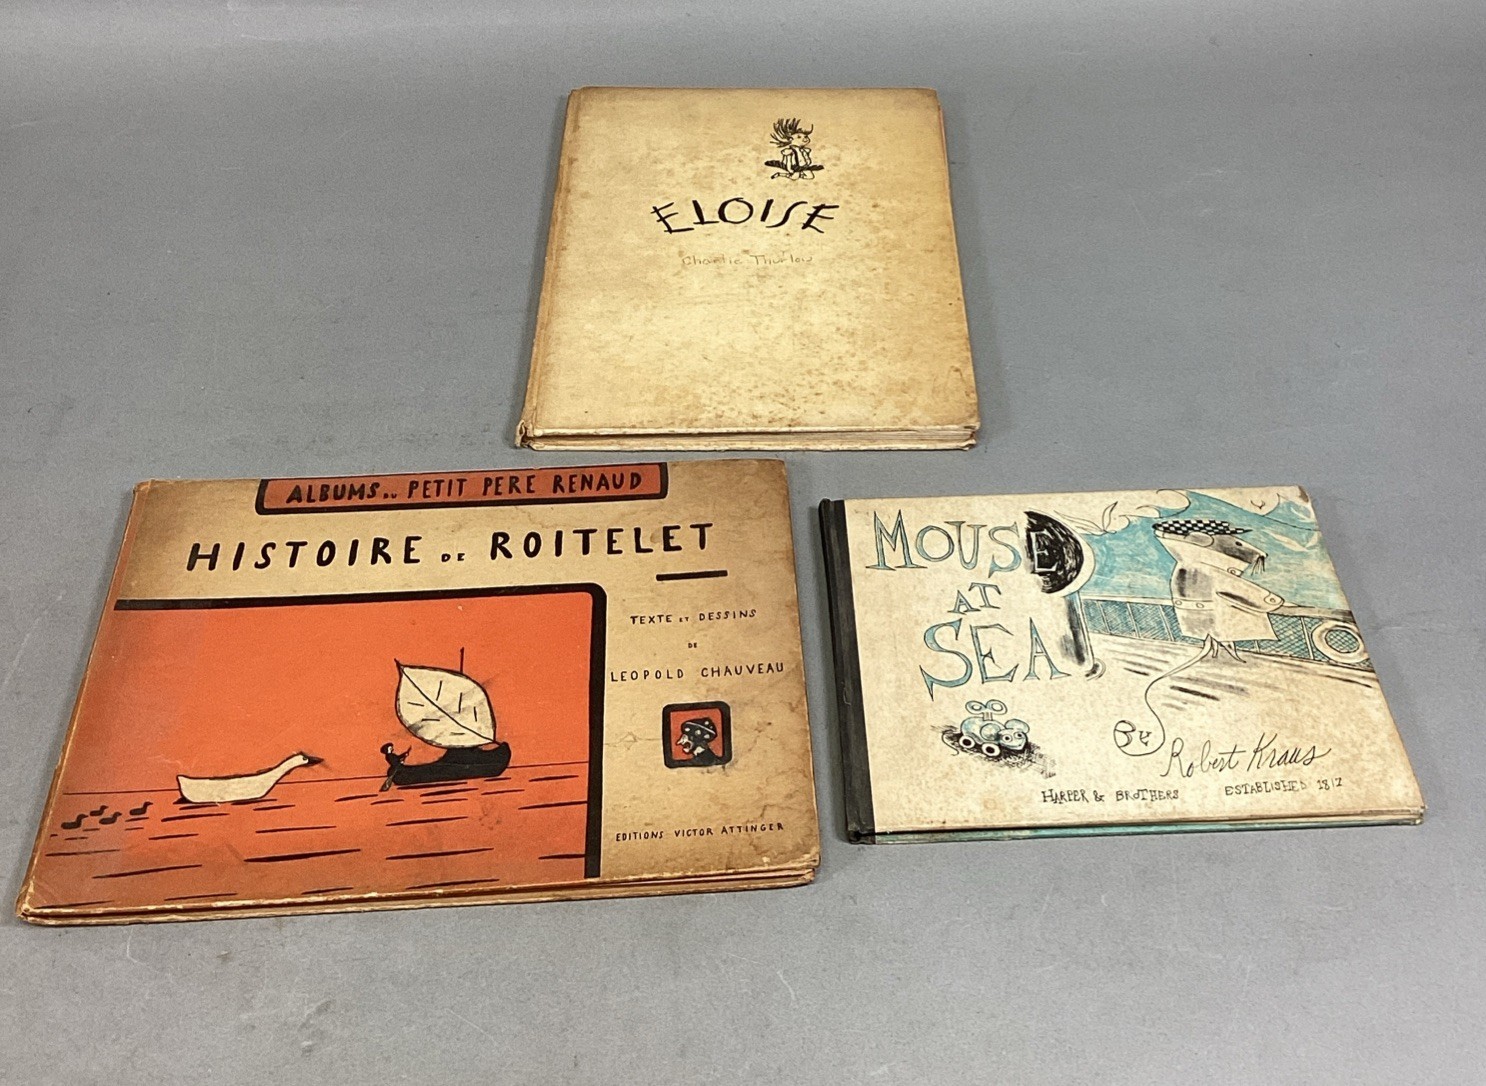 ELOISE
Charlie Thurlow
ALBUMS DU PETIT PERE RENAUD
HISTOIRE DE ROITELET
TEXTE ET DESSINS
DE
LEOPOLD CHAUVEAU
EDITIONS VICTOR ATTINGER
MOUSE
AT
SEA
By
Robert Kraus
HARPER & BROTHERS ESTABLISHED 1817